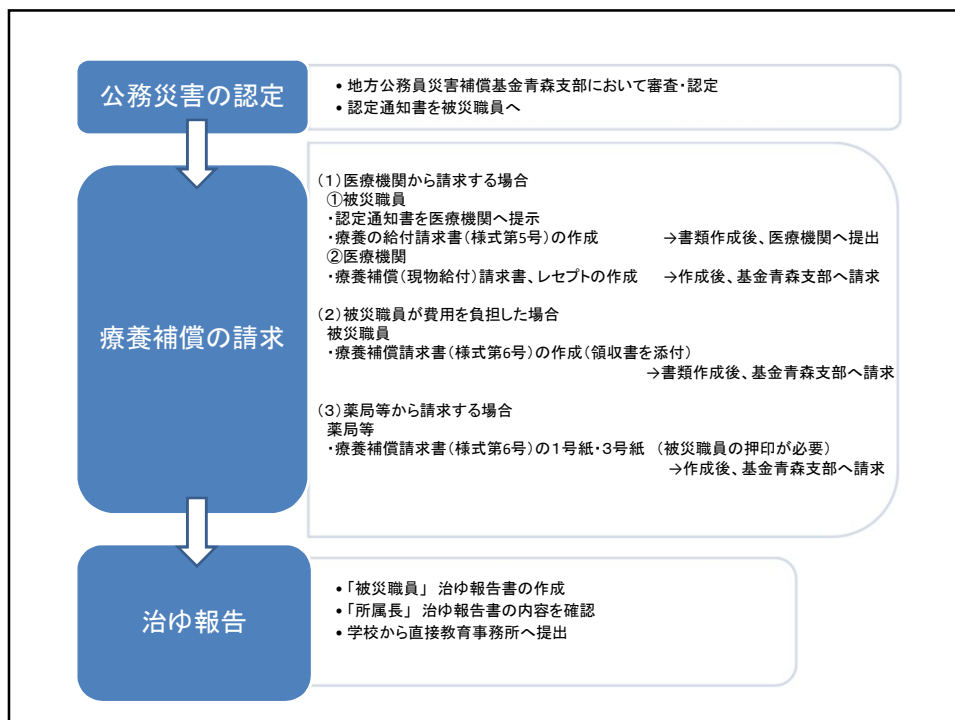 公務災害の認定
• 地方公務員災害補償基金青森支部において審査・認定
• 認定通知書を被災職員へ
療養補償の請求
（１）医療機関から請求する場合
①被災職員
・認定通知書を医療機関へ提示
・療養の給付請求書（様式第5号）の作成 →書類作成後、医療機関へ提出
②医療機関
・療養補償（現物給付）請求書、レセプトの作成 →作成後、基金青森支部へ請求
（２）被災職員が費用を負担した場合
被災職員
・療養補償請求書（様式第6号）の作成（領収書を添付）
→書類作成後、基金青森支部へ請求
（３）薬局等から請求する場合
薬局等
・療養補償請求書（様式第6号）の１号紙・３号紙 （被災職員の押印が必要）
→作成後、基金青森支部へ請求
治ゆ報告
• 「被災職員」 治ゆ報告書の作成
• 「所属長」 治ゆ報告書の内容を確認
• 学校から直接教育事務所へ提出